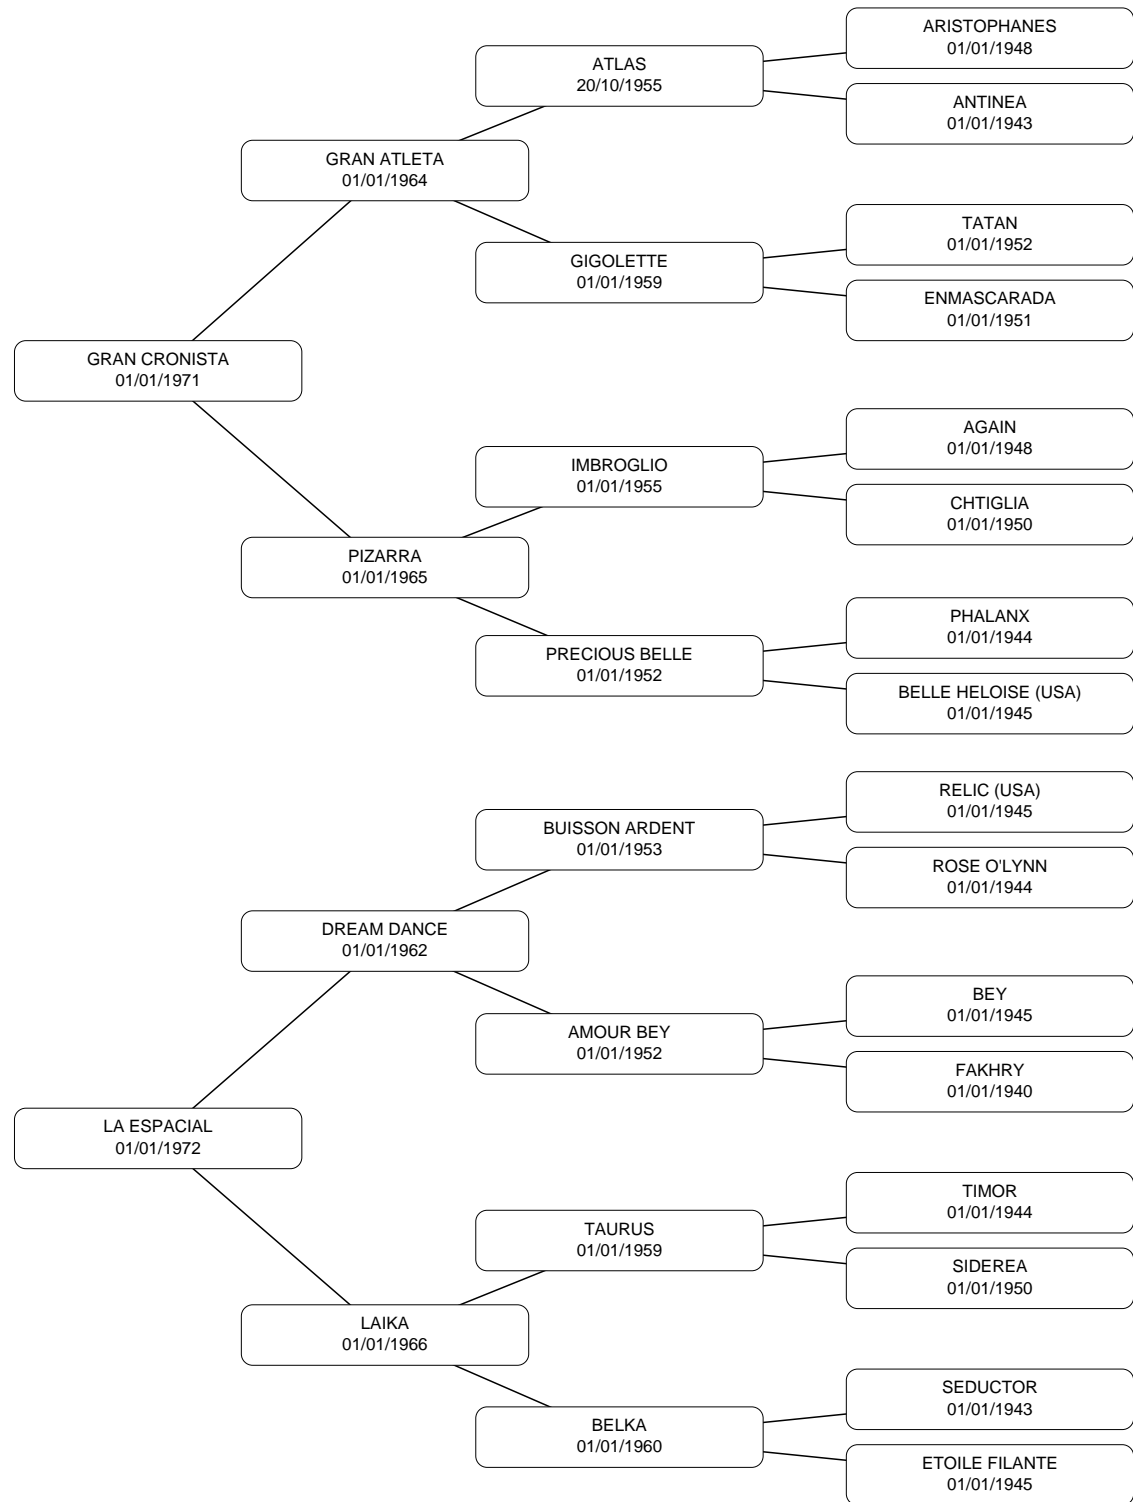 ARISTOPHANES
01/01/1948
ATLAS
20/10/1955
ANTINEA
01/01/1943
GRAN ATLETA
01/01/1964
TATAN
01/01/1952
GIGOLETTE
01/01/1959
ENMASCARADA
01/01/1951
GRAN CRONISTA
01/01/1971
AGAIN
01/01/1948
IMBROGLIO
01/01/1955
CHTIGLIA
01/01/1950
PIZARRA
01/01/1965
PHALANX
01/01/1944
PRECIOUS BELLE
01/01/1952
BELLE HELOISE (USA)
01/01/1945
RELIC (USA)
01/01/1945
BUISSON ARDENT
01/01/1953
ROSE O'LYNN
01/01/1944
DREAM DANCE
01/01/1962
BEY
01/01/1945
AMOUR BEY
01/01/1952
FAKHRY
01/01/1940
LA ESPACIAL
01/01/1972
TIMOR
01/01/1944
TAURUS
01/01/1959
SIDEREA
01/01/1950
LAIKA
01/01/1966
SEDUCTOR
01/01/1943
BELKA
01/01/1960
ETOILE FILANTE
01/01/1945